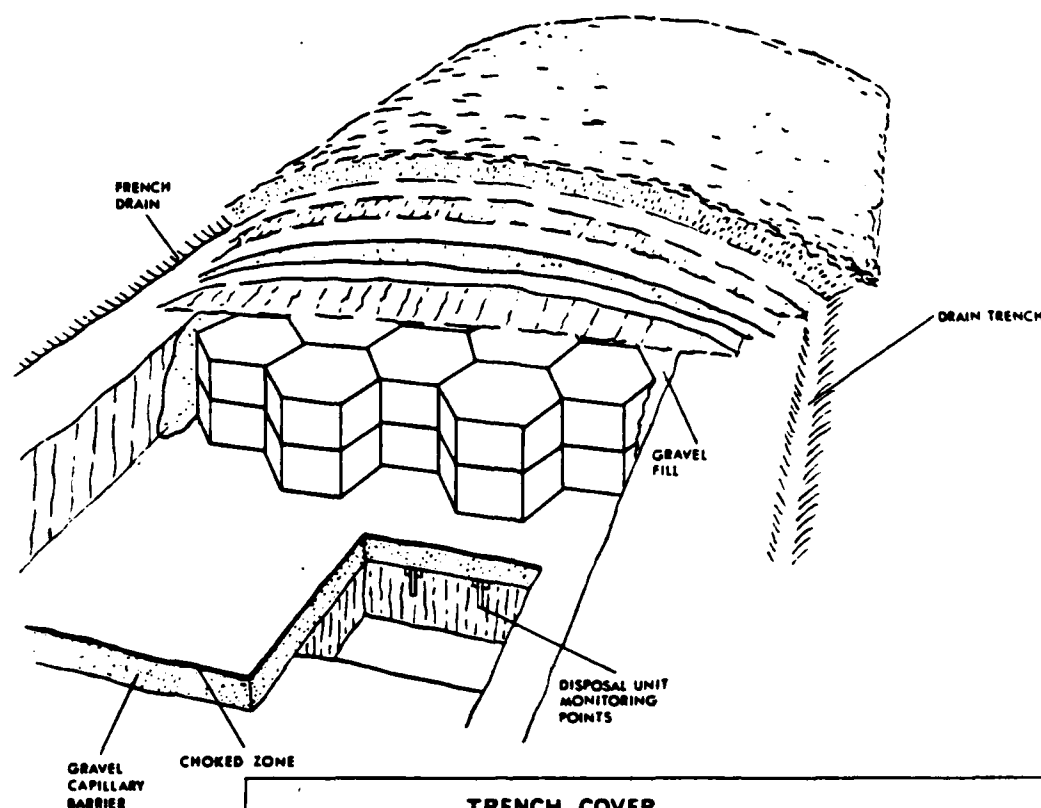 FRENCH
DRAIN
DRAIN TRENCH
GRAVEL
FILL
DISPOSAL UNIT
MONITORING
POINTS
CHOKED ZONE
GRAVEL
CAPILLARY
BARRIER
TRENCH COVER